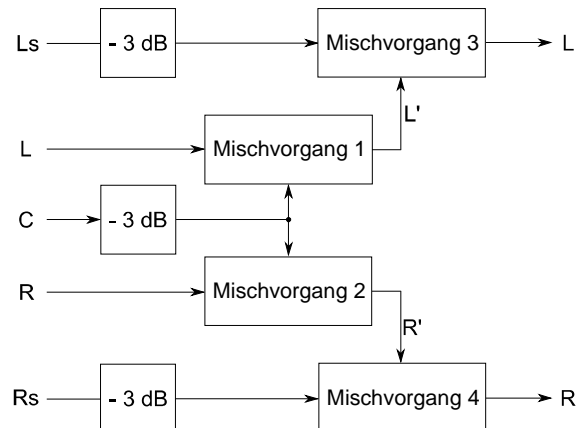 Ls
- 3 dB
Mischvorgang 3
L
L'
L
Mischvorgang 1
C
- 3 dB
R
Mischvorgang 2
R'
Rs
- 3 dB
Mischvorgang 4
R